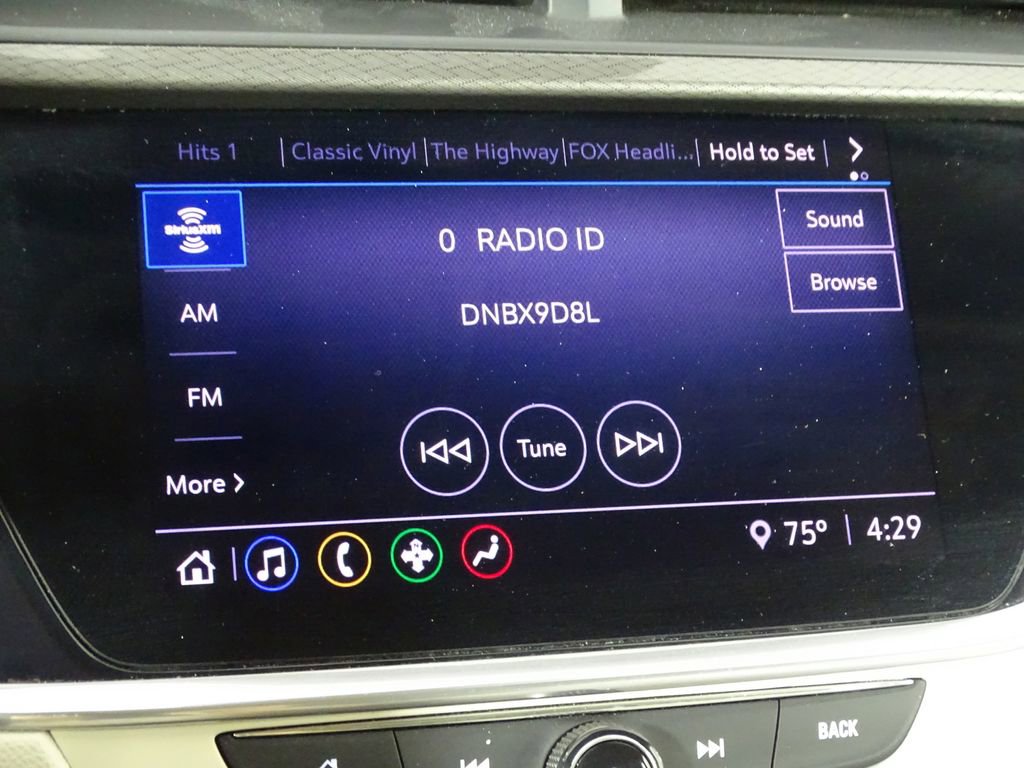 Hits 1 Classic Vinyl The Highway FOX Headli... Hold to Set
SiriusXM
0 RADIO ID
Sound
Browse
AM
DNBX9D8L
FM
Tune
More
75° 4:29
BACK